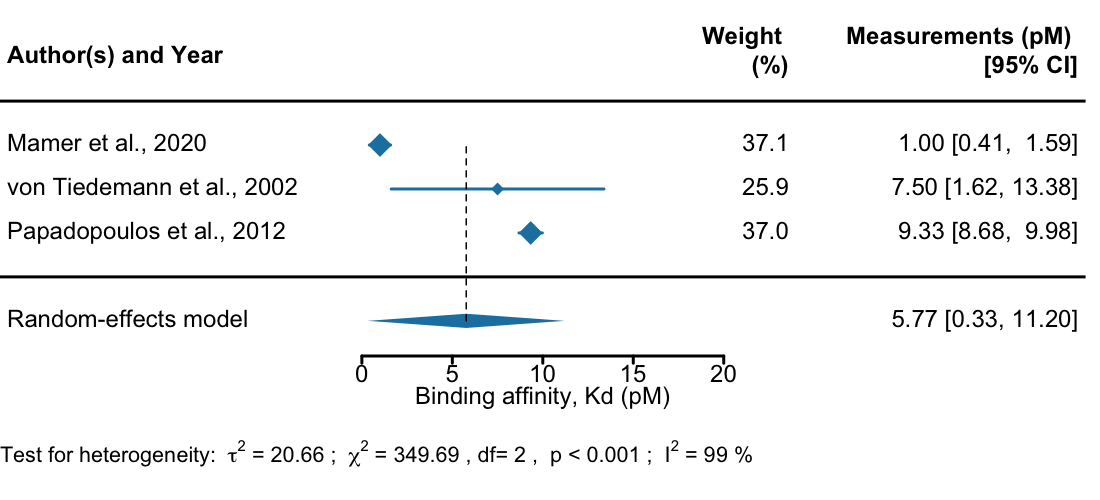 Author(s) and Year Weight (%) Measurements (pM) [95% CI]
Mamer et al., 2020 37.1 1.00 [0.41, 1.59]
von Tiedemann et al., 2002 25.9 7.50 [1.62, 13.38]
Papadopoulos et al., 2012 37.0 9.33 [8.68, 9.98]
Random-effects model 5.77 [0.33, 11.20]
0 5 10 15 20
Binding affinity, Kd (pM)
Test for heterogeneity: τ² = 20.66 ; χ² = 349.69 , df= 2 , p < 0.001 ; I² = 99 %